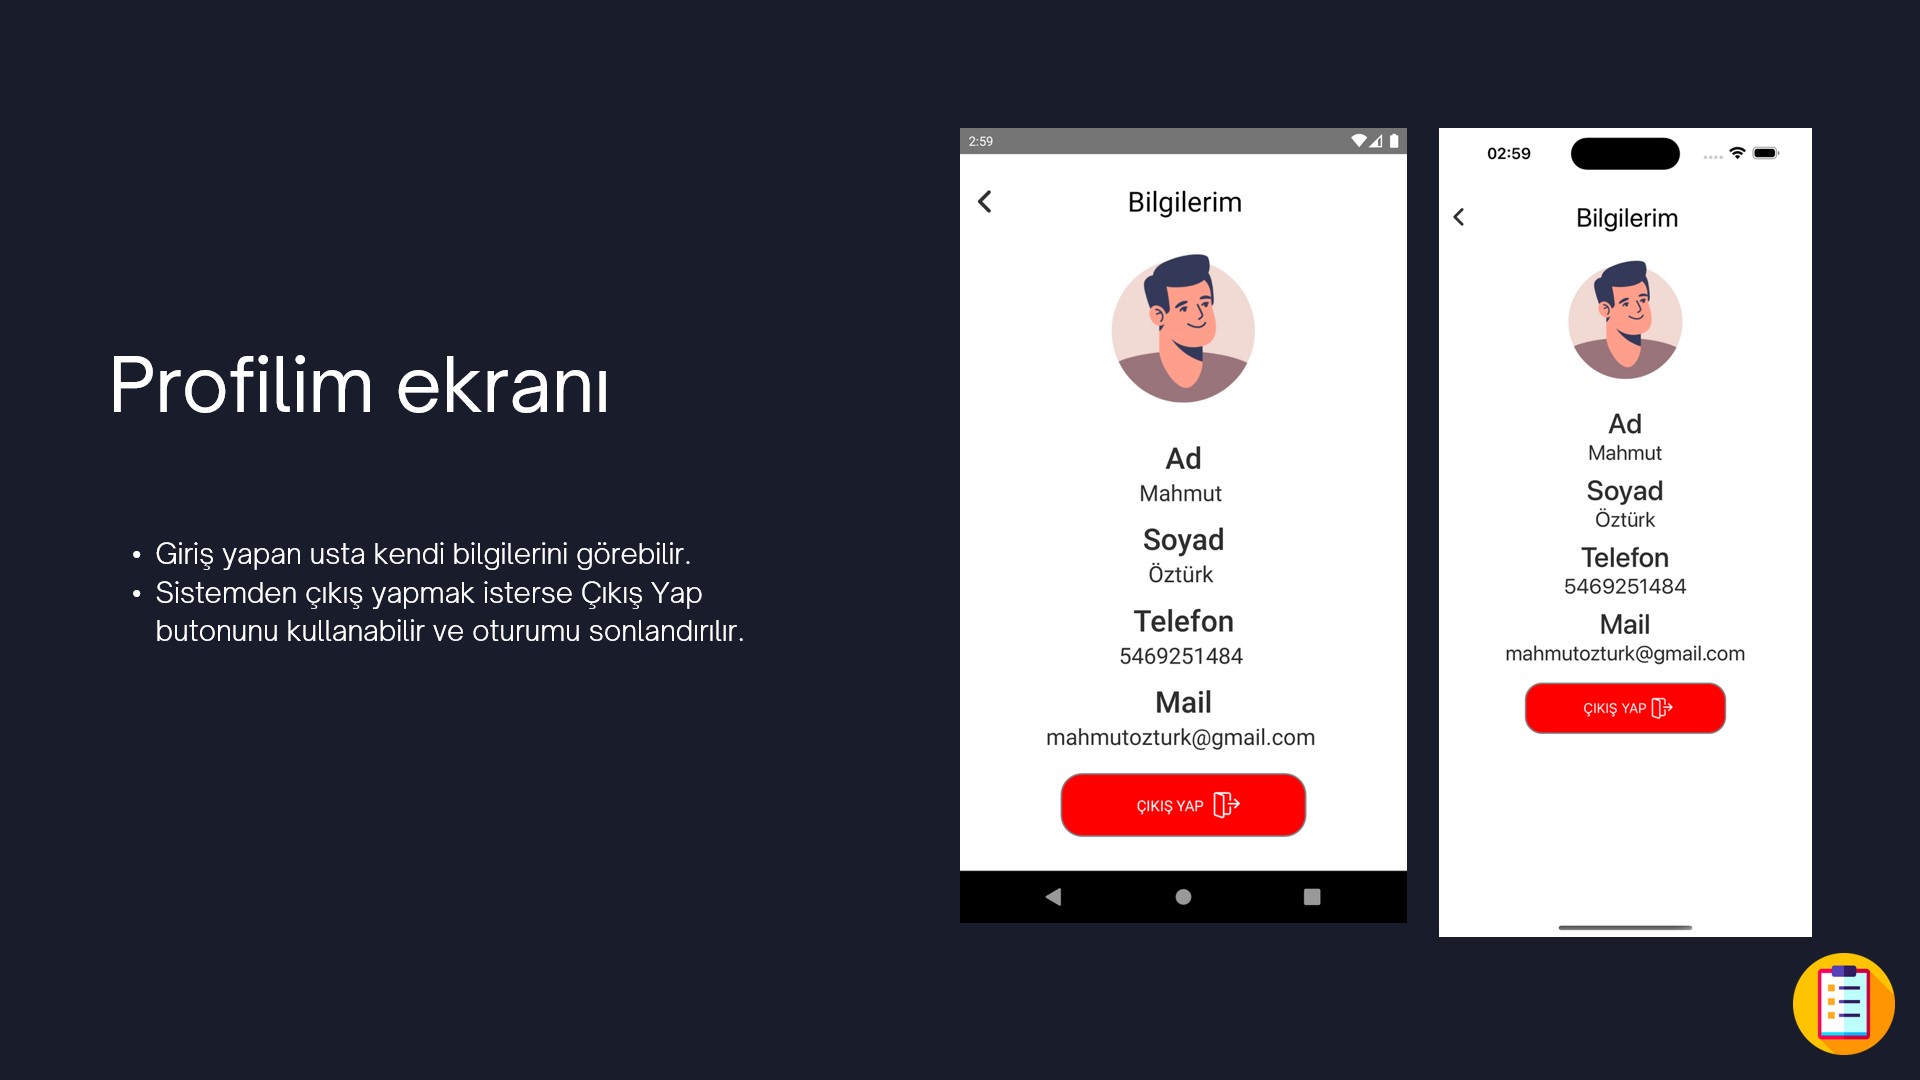 Profilim ekranı
• Giriş yapan usta kendi bilgilerini görebilir.
• Sistemden çıkış yapmak isterse Çıkış Yap
butonunu kullanabilir ve oturumu sonlandırılır.
2:59
Bilgilerim
Ad
Mahmut
Soyad
Öztürk
Telefon
5469251484
Mail
mahmutozturk@gmail.com
ÇIKIŞ YAP
02:59
Bilgilerim
Ad
Mahmut
Soyad
Öztürk
Telefon
5469251484
Mail
mahmutozturk@gmail.com
ÇIKIŞ YAP